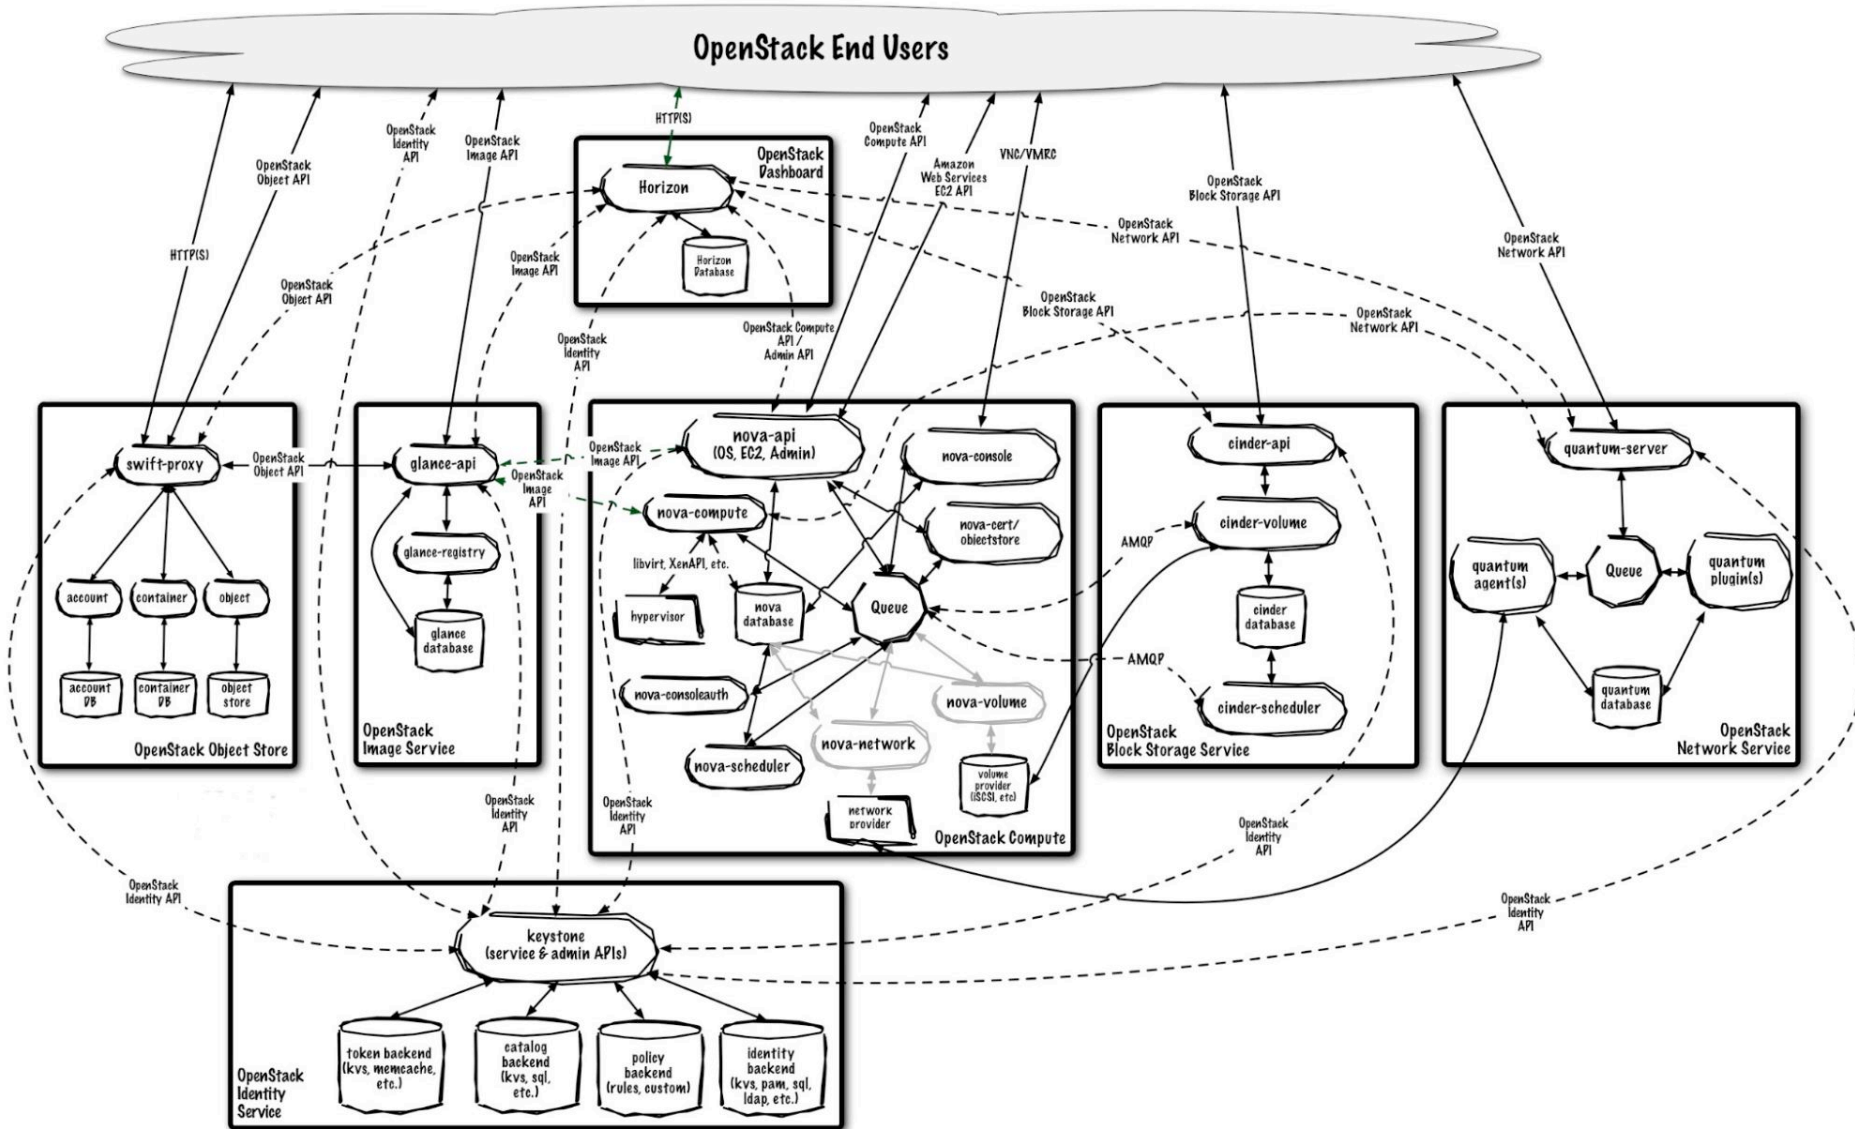 OpenStack End Users
HTTP(S)
OpenStack
Object API
OpenStack
Identity
API
OpenStack
Image API
HTTP(S)
OpenStack
Compute API
Amazon
Web Services
EC2 API
VNC/VMRC
OpenStack
Block Storage API
OpenStack
Network API
OpenStack
Dashboard
Horizon
Horizon
Database
OpenStack
Object API
OpenStack
Image API
OpenStack
Identity
API
OpenStack Compute
API /
Admin API
OpenStack
Block Storage API
OpenStack
Network API
OpenStack
Network API
swift-proxy
account
container
object
account
DB
container
DB
object
store
OpenStack Object Store
OpenStack
Object API
glance-api
glance-registry
glance
database
OpenStack
Image Service
OpenStack
Image API
OpenStack
Image
API
nova-api
(OS, EC2, Admin)
nova-console
nova-compute
nova-cert/
objectstore
libvirt, XenAPI, etc.
hypervisor
nova
database
Queue
nova-consoleauth
nova-volume
nova-network
nova-scheduler
volume
provider
(iSCSI, etc)
network
provider
OpenStack Compute
AMQP
AMQP
cinder-api
cinder-volume
cinder
database
cinder-scheduler
OpenStack
Block Storage Service
quantum-server
quantum
agent(s)
Queue
quantum
plugin(s)
quantum
database
OpenStack
Network Service
OpenStack
Identity API
OpenStack
Identity
API
OpenStack
Identity
API
OpenStack
Identity
API
OpenStack
Identity
API
keystone
(service & admin APIs)
token backend
(kvs, memcache,
etc.)
catalog
backend
(kvs, sql,
etc.)
policy
backend
(rules, custom)
identity
backend
(kvs, pam, sql,
ldap, etc.)
OpenStack
Identity
Service